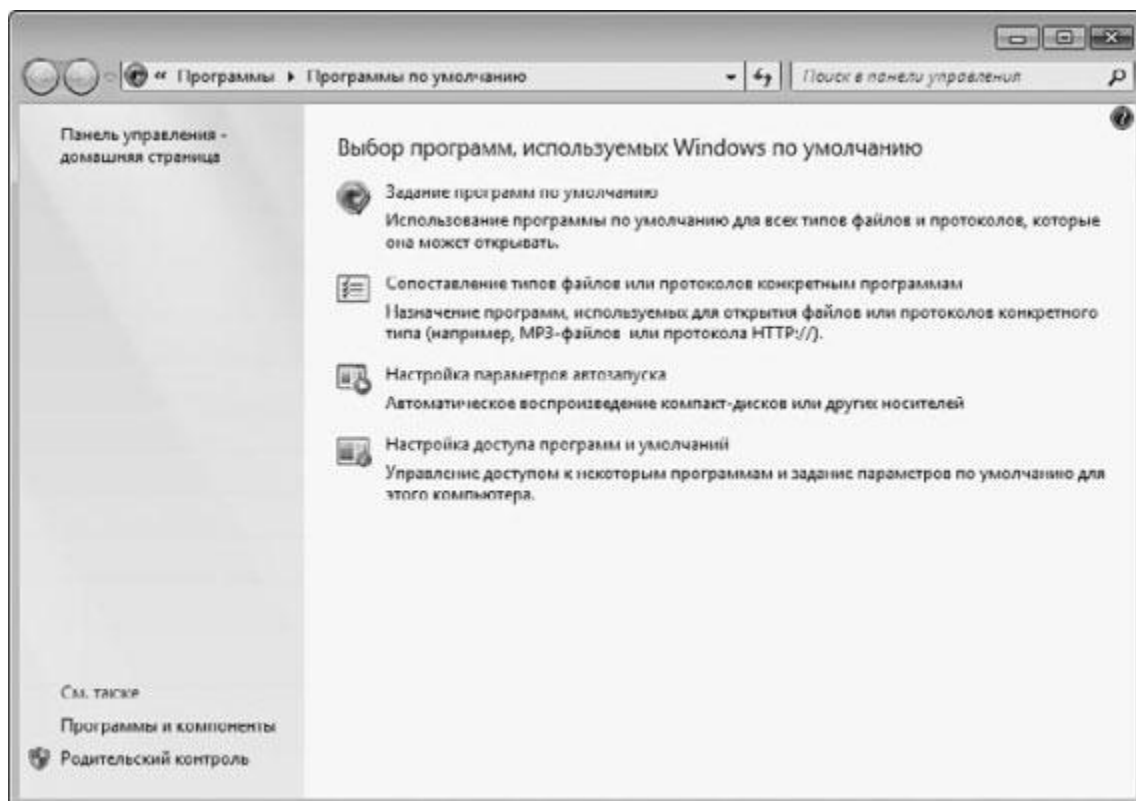 « Программы ▸ Программы по умолчанию
Поиск в панели управления
Панель управления -
домашняя страница
Выбор программ, используемых Windows по умолчанию
Задание программ по умолчанию
Использование программы по умолчанию для всех типов файлов и протоколов, которые
она может открывать.
Сопоставление типов файлов или протоколов конкретным программам
Назначение программ, используемых для открытия файлов или протоколов конкретного
типа (например, MP3-файлов или протокола HTTP://).
Настройка параметров автозапуска
Автоматическое воспроизведение компакт-дисков или других носителей
Настройка доступа программ и умолчаний
Управление доступом к некоторым программам и задание параметров по умолчанию для
этого компьютера.
См. также
Программы и компоненты
Родительский контроль